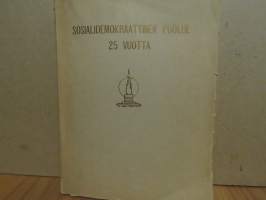 SOSIALIDEMOKRAATTINEN PUOLUE
25 VUOTTA